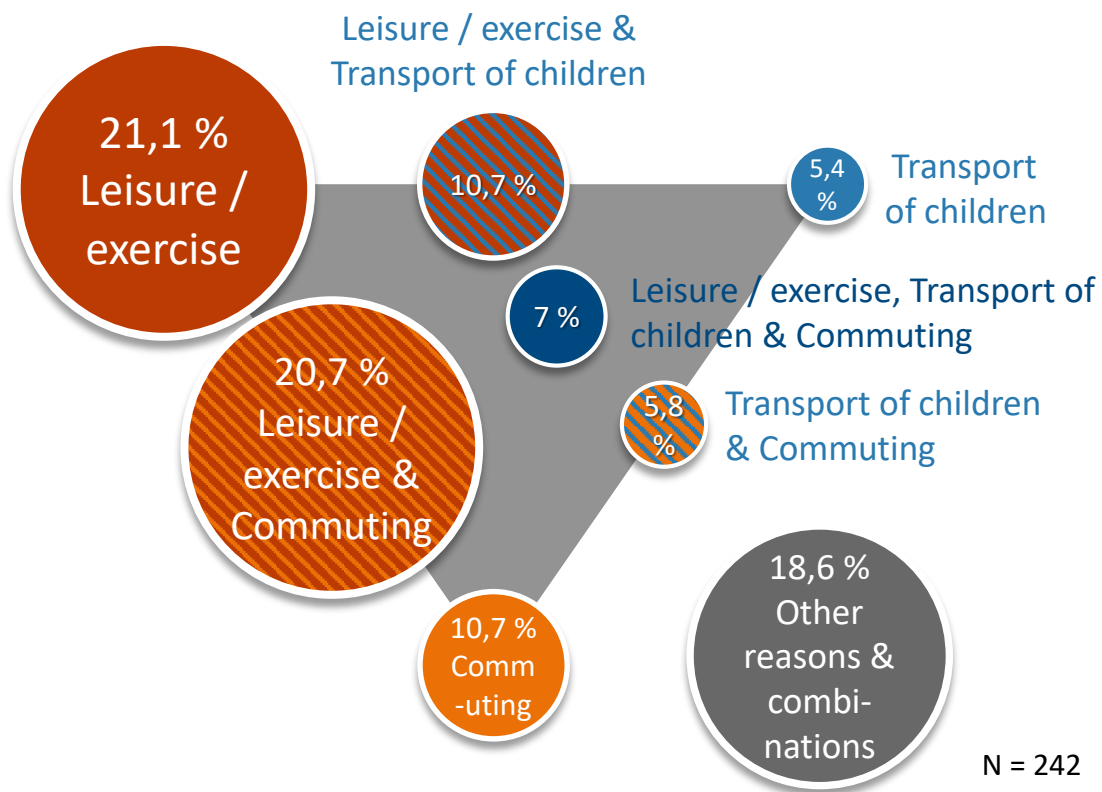 Leisure / exercise &
Transport of children
21,1 %
Leisure /
exercise
10,7 %
5,4
%
Transport
of children
7 %
Leisure / exercise, Transport of
children & Commuting
20,7 %
Leisure /
exercise &
Commuting
5,8
%
Transport of children
& Commuting
10,7 %
Comm
-uting
18,6 %
Other
reasons &
combi-
nations
N = 242